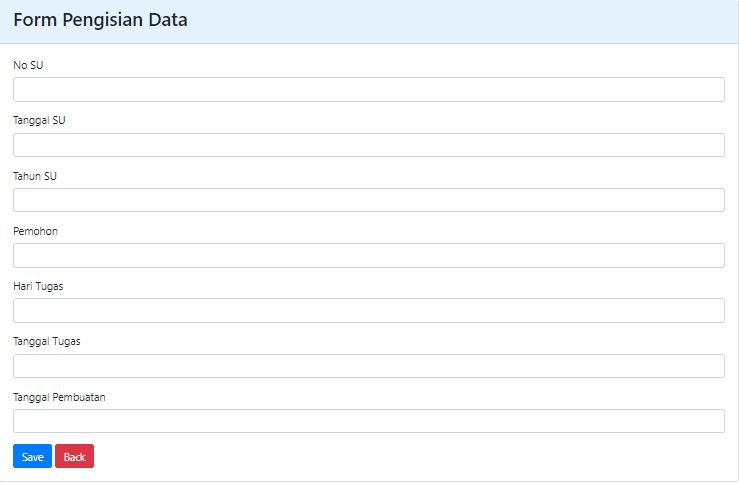 Form Pengisian Data
No SU
Tanggal SU
Tahun SU
Pemohon
Hari Tugas
Tanggal Tugas
Tanggal Pembuatan
Save Back